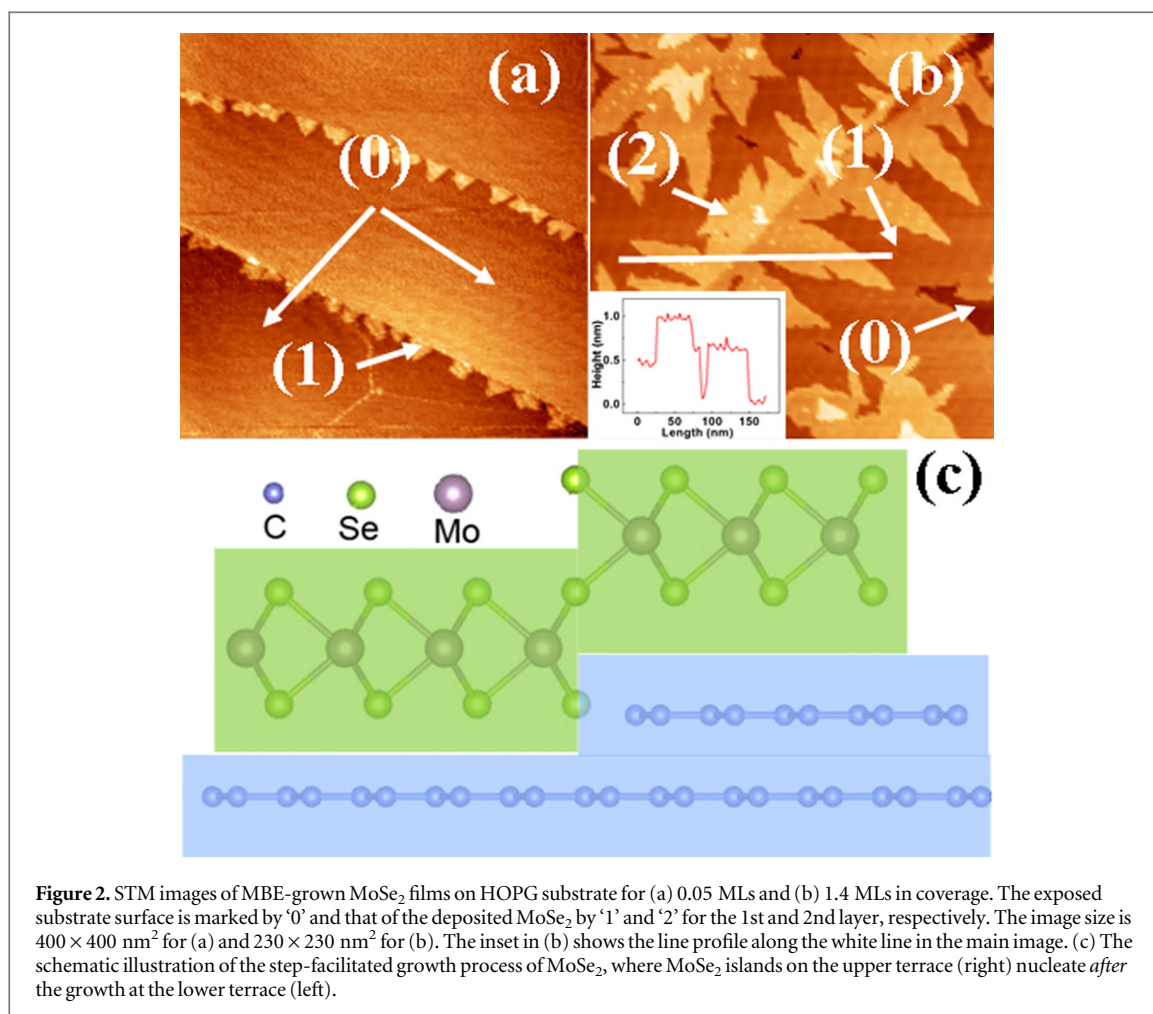 (a)
(b)
(0)
(1)
(2)
(1)
(0)
Height (nm)
1.0
0.5
0.0
0 50 100 150
Length (nm)
(c)
C Se Mo
Figure 2. STM images of MBE-grown MoSe₂ films on HOPG substrate for (a) 0.05 MLs and (b) 1.4 MLs in coverage. The exposed
substrate surface is marked by ‘0’ and that of the deposited MoSe₂ by ‘1’ and ‘2’ for the 1st and 2nd layer, respectively. The image size is
400 × 400 nm² for (a) and 230 × 230 nm² for (b). The inset in (b) shows the line profile along the white line in the main image. (c) The
schematic illustration of the step-facilitated growth process of MoSe₂, where MoSe₂ islands on the upper terrace (right) nucleate after
the growth at the lower terrace (left).